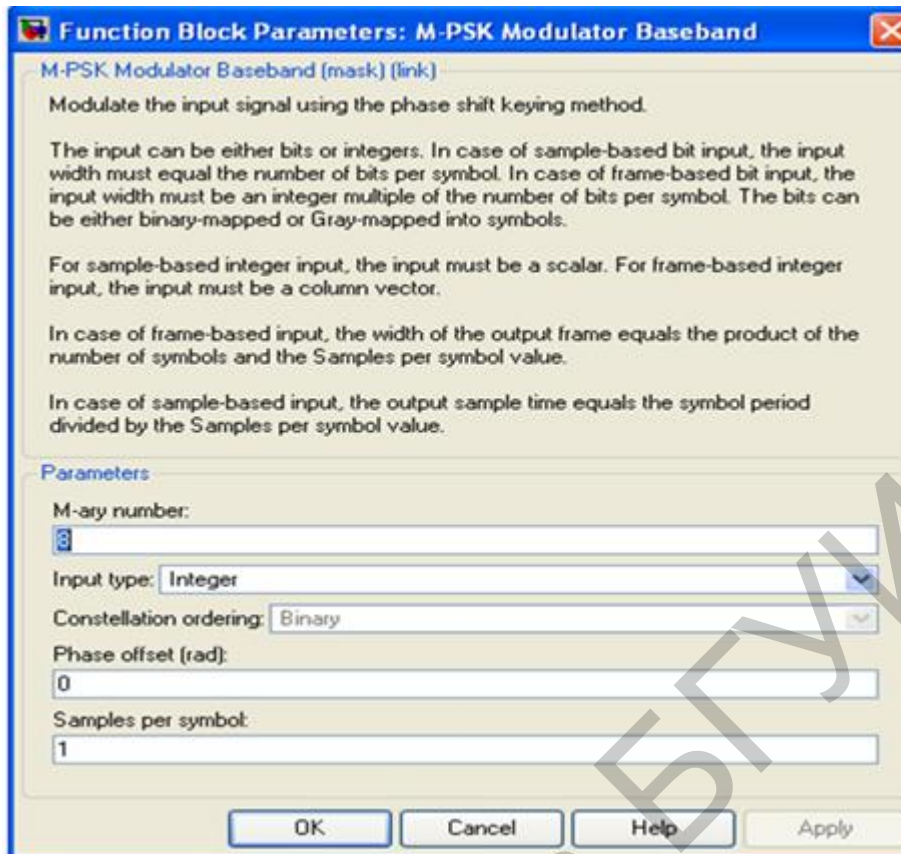 Function Block Parameters: M-PSK Modulator Baseband
M-PSK Modulator Baseband (mask) (link)
Modulate the input signal using the phase shift keying method.
The input can be either bits or integers. In case of sample-based bit input, the input
width must equal the number of bits per symbol. In case of frame-based bit input, the
input width must be an integer multiple of the number of bits per symbol. The bits can
be either binary-mapped or Gray-mapped into symbols.
For sample-based integer input, the input must be a scalar. For frame-based integer
input, the input must be a column vector.
In case of frame-based input, the width of the output frame equals the product of the
number of symbols and the Samples per symbol value.
In case of sample-based input, the output sample time equals the symbol period
divided by the Samples per symbol value.
Parameters
M-ary number:
8
Input type: Integer
Constellation ordering: Binary
Phase offset (rad):
0
Samples per symbol:
1
OK Cancel Help Apply
БГУИ